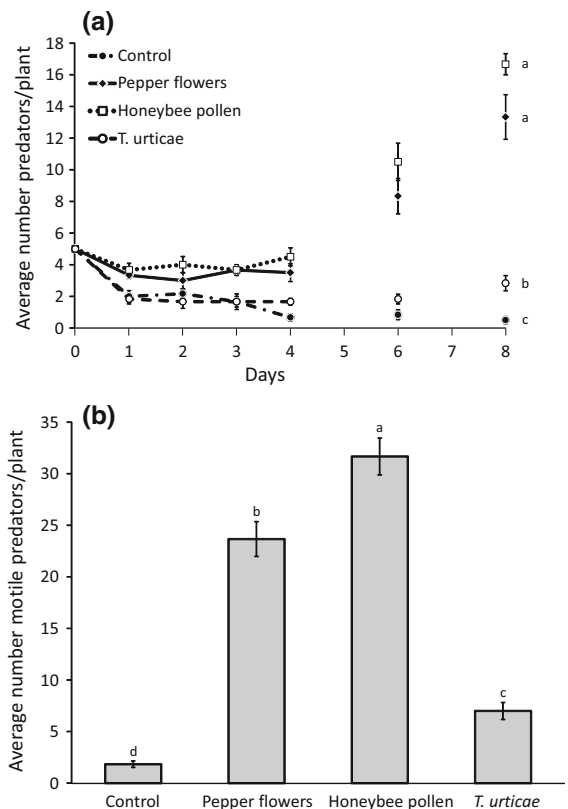 (a)
Control
Pepper flowers
Honeybee pollen
T. urticae
Average number predators/plant
18
16
14
12
10
8
6
4
2
0
a
a
b
c
0 1 2 3 4 5 6 7 8
Days
(b)
Average number motile predators/plant
35
30
25
20
15
10
5
0
d
b
a
c
Control Pepper flowers Honeybee pollen T. urticae